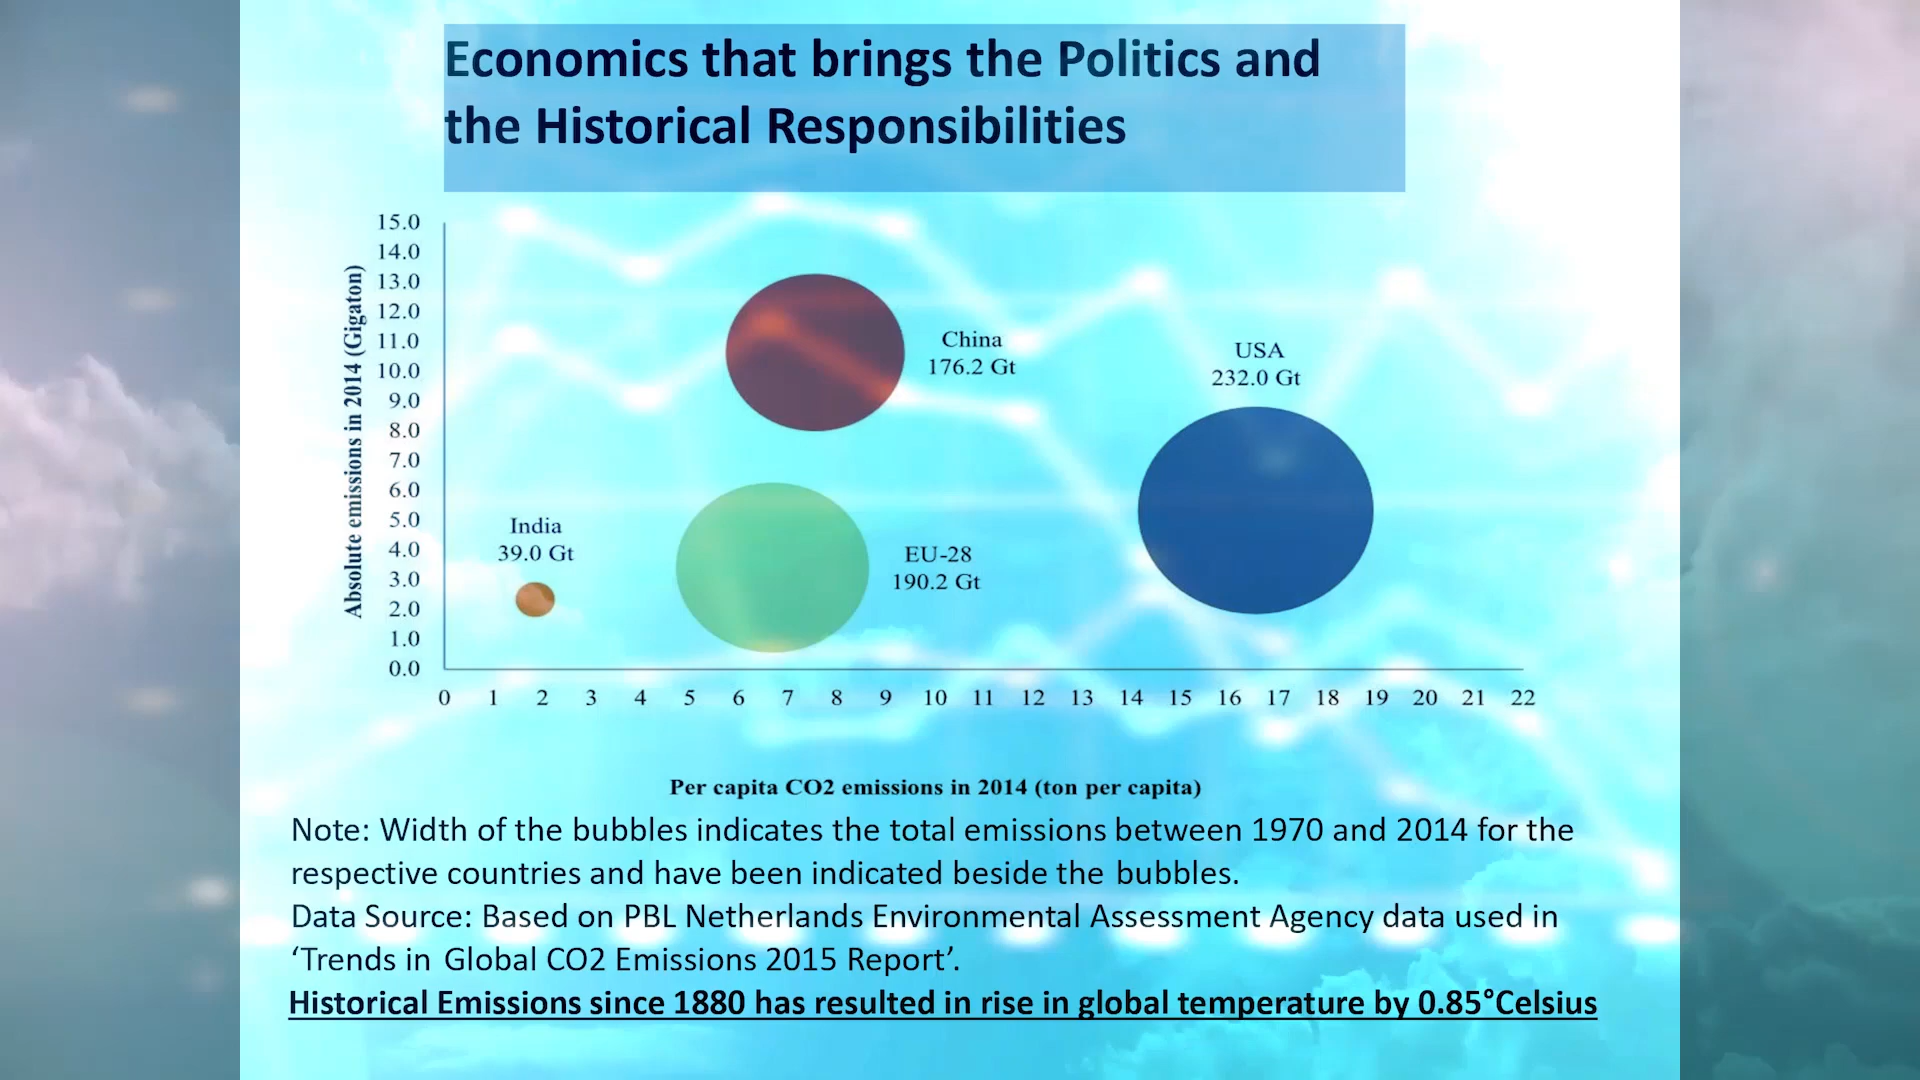 Economics that brings the Politics and
the Historical Responsibilities
15.0
14.0
13.0
12.0
11.0
10.0
9.0
8.0
7.0
6.0
5.0
4.0
3.0
2.0
1.0
0.0
Absolute emissions in 2014 (Gigaton)
China
176.2 Gt
USA
232.0 Gt
India
39.0 Gt
EU-28
190.2 Gt
0 1 2 3 4 5 6 7 8 9 10 11 12 13 14 15 16 17 18 19 20 21 22
Per capita CO2 emissions in 2014 (ton per capita)
Note: Width of the bubbles indicates the total emissions between 1970 and 2014 for the
respective countries and have been indicated beside the bubbles.
Data Source: Based on PBL Netherlands Environmental Assessment Agency data used in
‘Trends in Global CO2 Emissions 2015 Report’.
Historical Emissions since 1880 has resulted in rise in global temperature by 0.85°Celsius